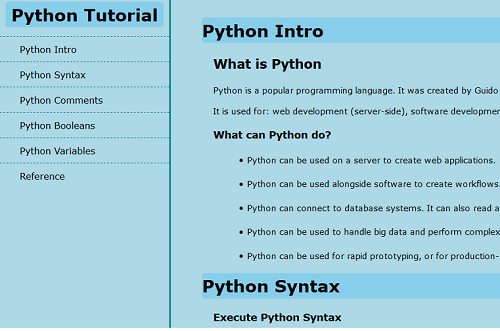 Python Tutorial
Python Intro
Python Syntax
Python Comments
Python Booleans
Python Variables
Reference
Python Intro
What is Python
Python is a popular programming language. It was created by Guido
It is used for: web development (server-side), software
What can Python do?
• Python can be used on a server to create web applications.
• Python can be used alongside software to create workflows.
• Python can connect to database systems. It can also read a
• Python can be used to handle big data and perform complex
• Python can be used for rapid prototyping, or for production-
Python Syntax
Execute Python Syntax